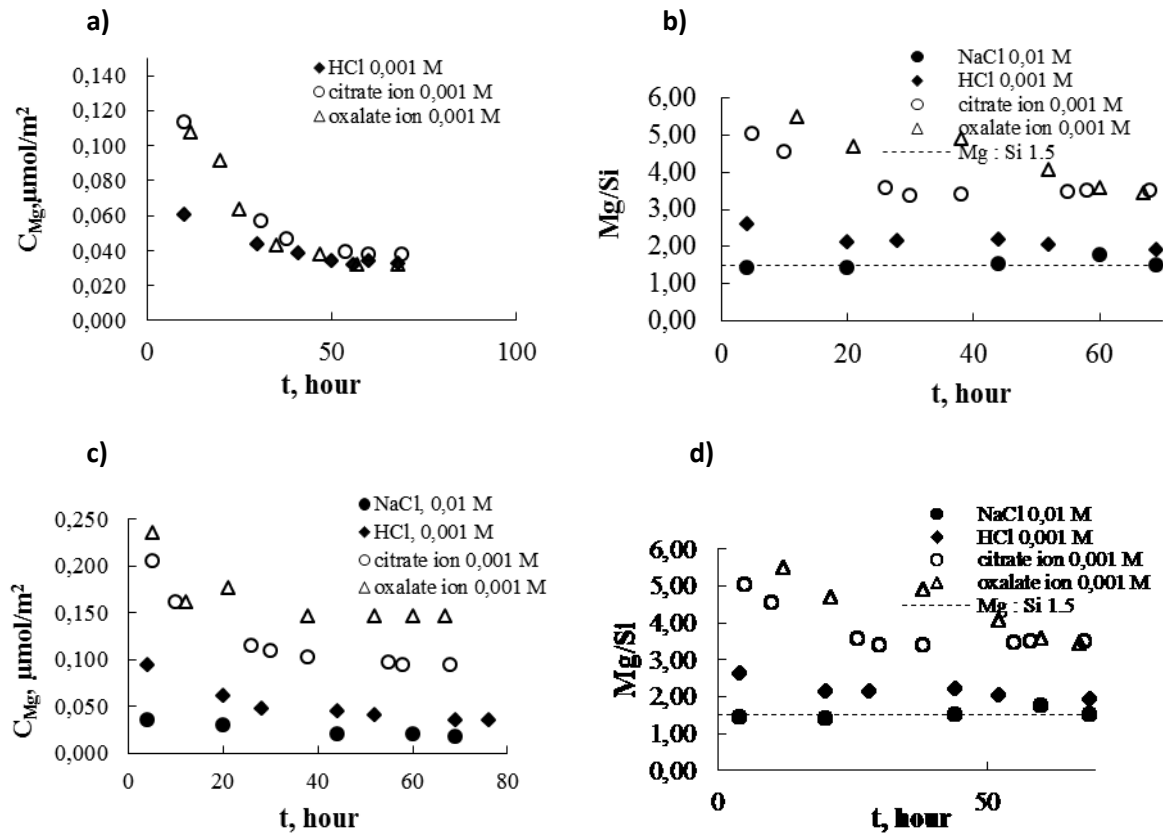 a)
HCl 0,001 M
citrate ion 0,001 M
oxalate ion 0,001 M
0,140
0,120
0,100
0,080
0,060
0,040
0,020
0,000
C_Mg, µmol/m²
0 50 100
t, hour
b)
NaCl 0,01 M
HCl 0,001 M
citrate ion 0,001 M
oxalate ion 0,001 M
Mg : Si 1.5
6,00
5,00
4,00
3,00
2,00
1,00
0,00
Mg/Si
0 20 40 60
t, hour
c)
NaCl, 0,01 M
HCl, 0,001 M
citrate ion 0,001 M
oxalate ion 0,001 M
0,250
0,200
0,150
0,100
0,050
0,000
C_Mg, µmol/m²
0 20 40 60 80
t, hour
d)
NaCl 0,01 M
HCl 0,001 M
citrate ion 0,001 M
oxalate ion 0,001 M
Mg : Si 1.5
6,00
5,00
4,00
3,00
2,00
1,00
0,00
Mg/Si
0 50
t, hour